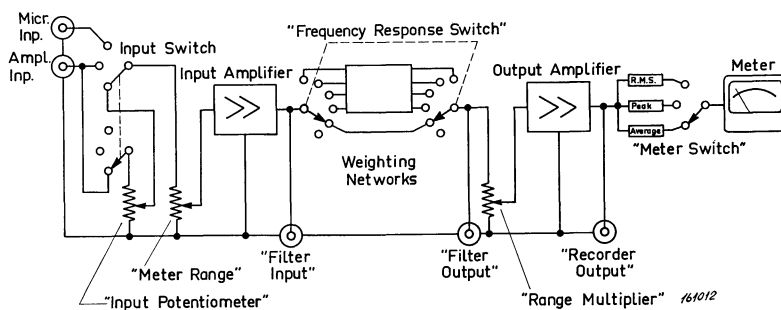 Micr.
Inp.
Ampl.
Inp.
Input Switch
"Frequency Response Switch"
Input Amplifier
Output Amplifier
Meter
R.M.S.
Peak
Average
"Meter Switch"
Weighting
Networks
"Meter Range"
"Filter
Input"
"Filter
Output"
"Recorder
Output"
"Input Potentiometer"
"Range Multiplier"
161012